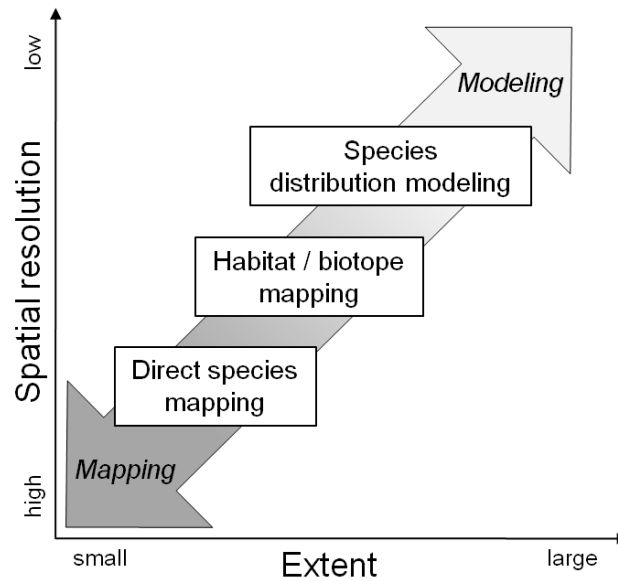 low
Modeling
Species
distribution modeling
Spatial resolution
Habitat / biotope
mapping
Direct species
mapping
Mapping
high
small
Extent
large